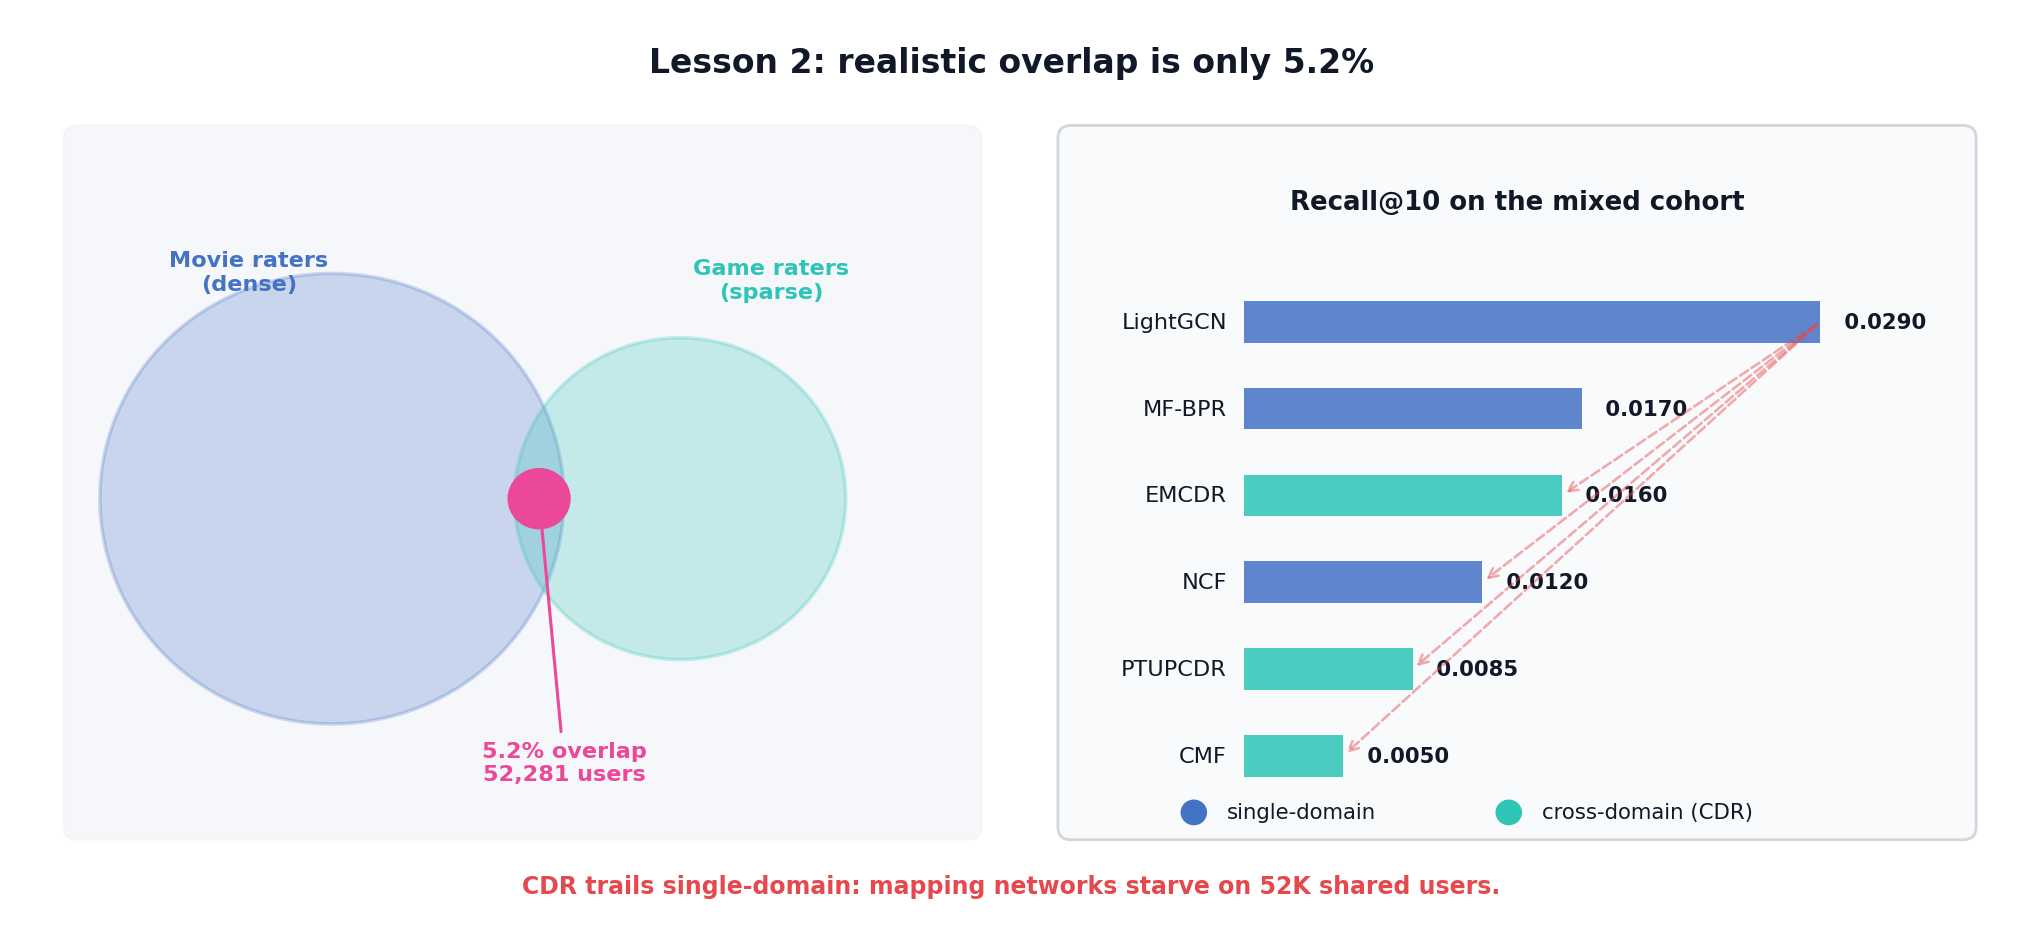 Lesson 2: realistic overlap is only 5.2%
Movie raters
(dense)
Game raters
(sparse)
5.2% overlap
52,281 users
Recall@10 on the mixed cohort
LightGCN 0.0290
MF-BPR 0.0170
EMCDR 0.0160
NCF 0.0120
PTUPCDR 0.0085
CMF 0.0050
single-domain cross-domain (CDR)
CDR trails single-domain: mapping networks starve on 52K shared users.